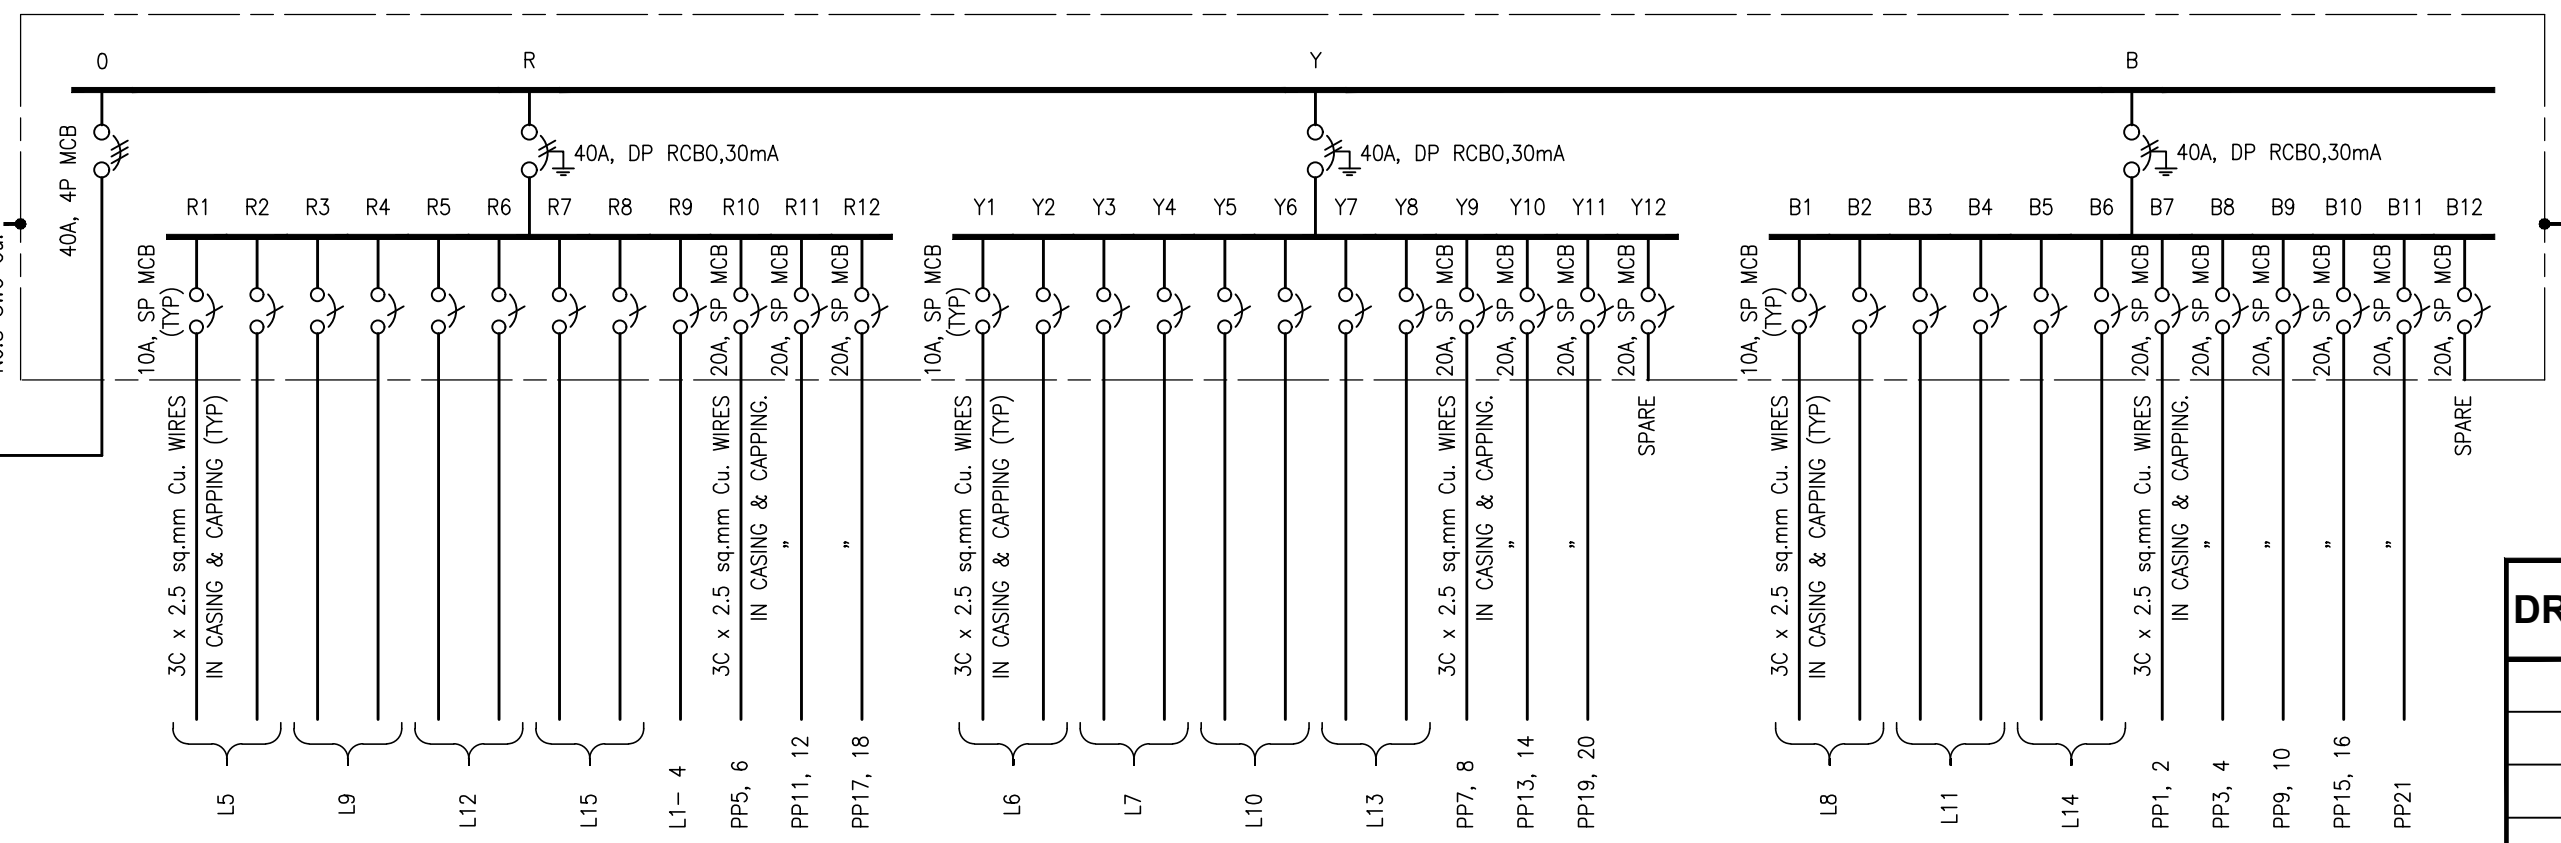 0 R Y B
40A, 4P MCB
40A, DP RCBO,30mA
40A, DP RCBO,30mA
40A, DP RCBO,30mA
R1 R2 R3 R4 R5 R6 R7 R8 R9 R10 R11 R12
Y1 Y2 Y3 Y4 Y5 Y6 Y7 Y8 Y9 Y10 Y11 Y12
B1 B2 B3 B4 B5 B6 B7 B8 B9 B10 B11 B12
10A, SP MCB
(TYP)
20A, SP MCB
20A, SP MCB
20A, SP MCB
10A, SP MCB
(TYP)
20A, SP MCB
20A, SP MCB
20A, SP MCB
20A, SP MCB
10A, SP MCB
(TYP)
20A, SP MCB
20A, SP MCB
20A, SP MCB
20A, SP MCB
20A, SP MCB
20A, SP MCB
3C x 2.5 sq.mm Cu. WIRES
IN CASING & CAPPING (TYP)
3C x 2.5 sq.mm Cu. WIRES
IN CASING & CAPPING.
"
"
3C x 2.5 sq.mm Cu. WIRES
IN CASING & CAPPING (TYP)
3C x 2.5 sq.mm Cu. WIRES
IN CASING & CAPPING.
"
"
SPARE
3C x 2.5 sq.mm Cu. WIRES
IN CASING & CAPPING (TYP)
3C x 2.5 sq.mm Cu. WIRES
IN CASING & CAPPING.
"
"
"
"
SPARE
DR
L5
L9
L12
L15
L1- 4
PP5, 6
PP11, 12
PP17, 18
L6
L7
L10
L13
PP7, 8
PP13, 14
PP19, 20
L8
L11
L14
PP1, 2
PP3, 4
PP9, 10
PP15, 16
PP21